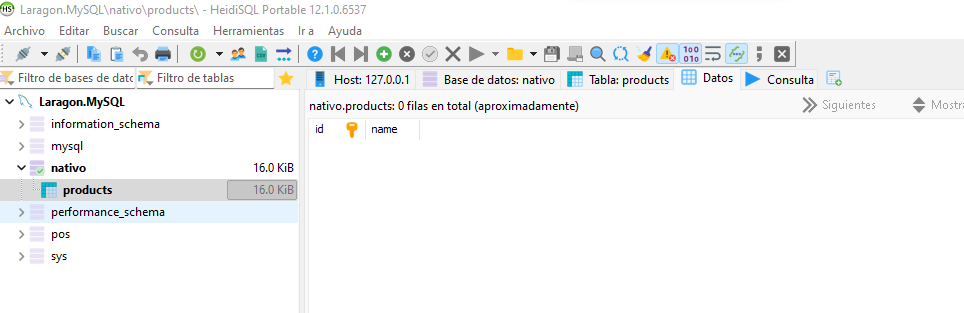 HS Laragon.MySQL\nativo\products\ - HeidiSQL Portable 12.1.0.6537
Archivo Editar Buscar Consulta Herramientas Ir a Ayuda
Filtro de bases de dato Filtro de tablas
Host: 127.0.0.1 Base de datos: nativo Tabla: products Datos Consulta
nativo.products: 0 filas en total (aproximadamente) Siguientes Mostra
id name
Laragon.MySQL
information_schema
mysql
nativo 16.0 KiB
products 16.0 KiB
performance_schema
pos
sys